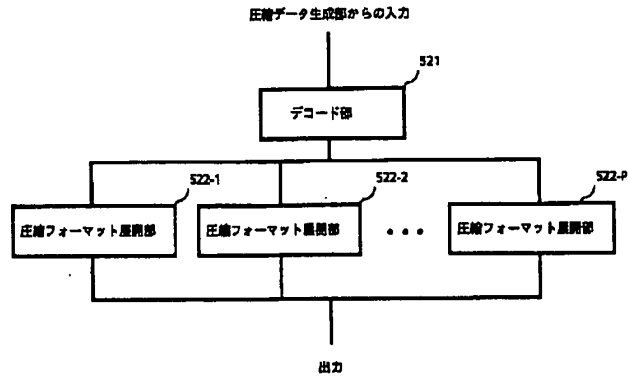 圧縮データ生成部からの入力
521
デコード部
522-1
522-2
522-P
圧縮フォーマット展開部
圧縮フォーマット展開部
• • •
圧縮フォーマット展開部
出力